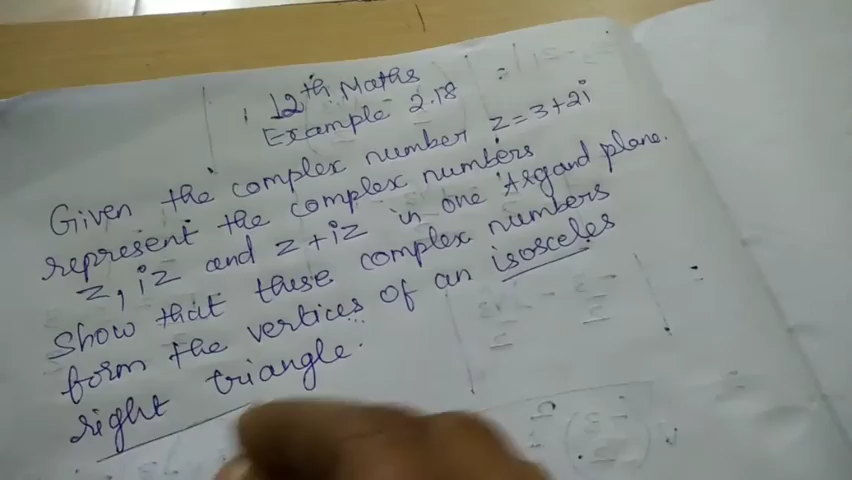 12th Maths
Example 2.18
Given the complex number z=3+2i
represent the complex numbers
z, iz and z+iz in one Argand plane.
Show that these complex numbers
form the vertices of an isosceles
right triangle.